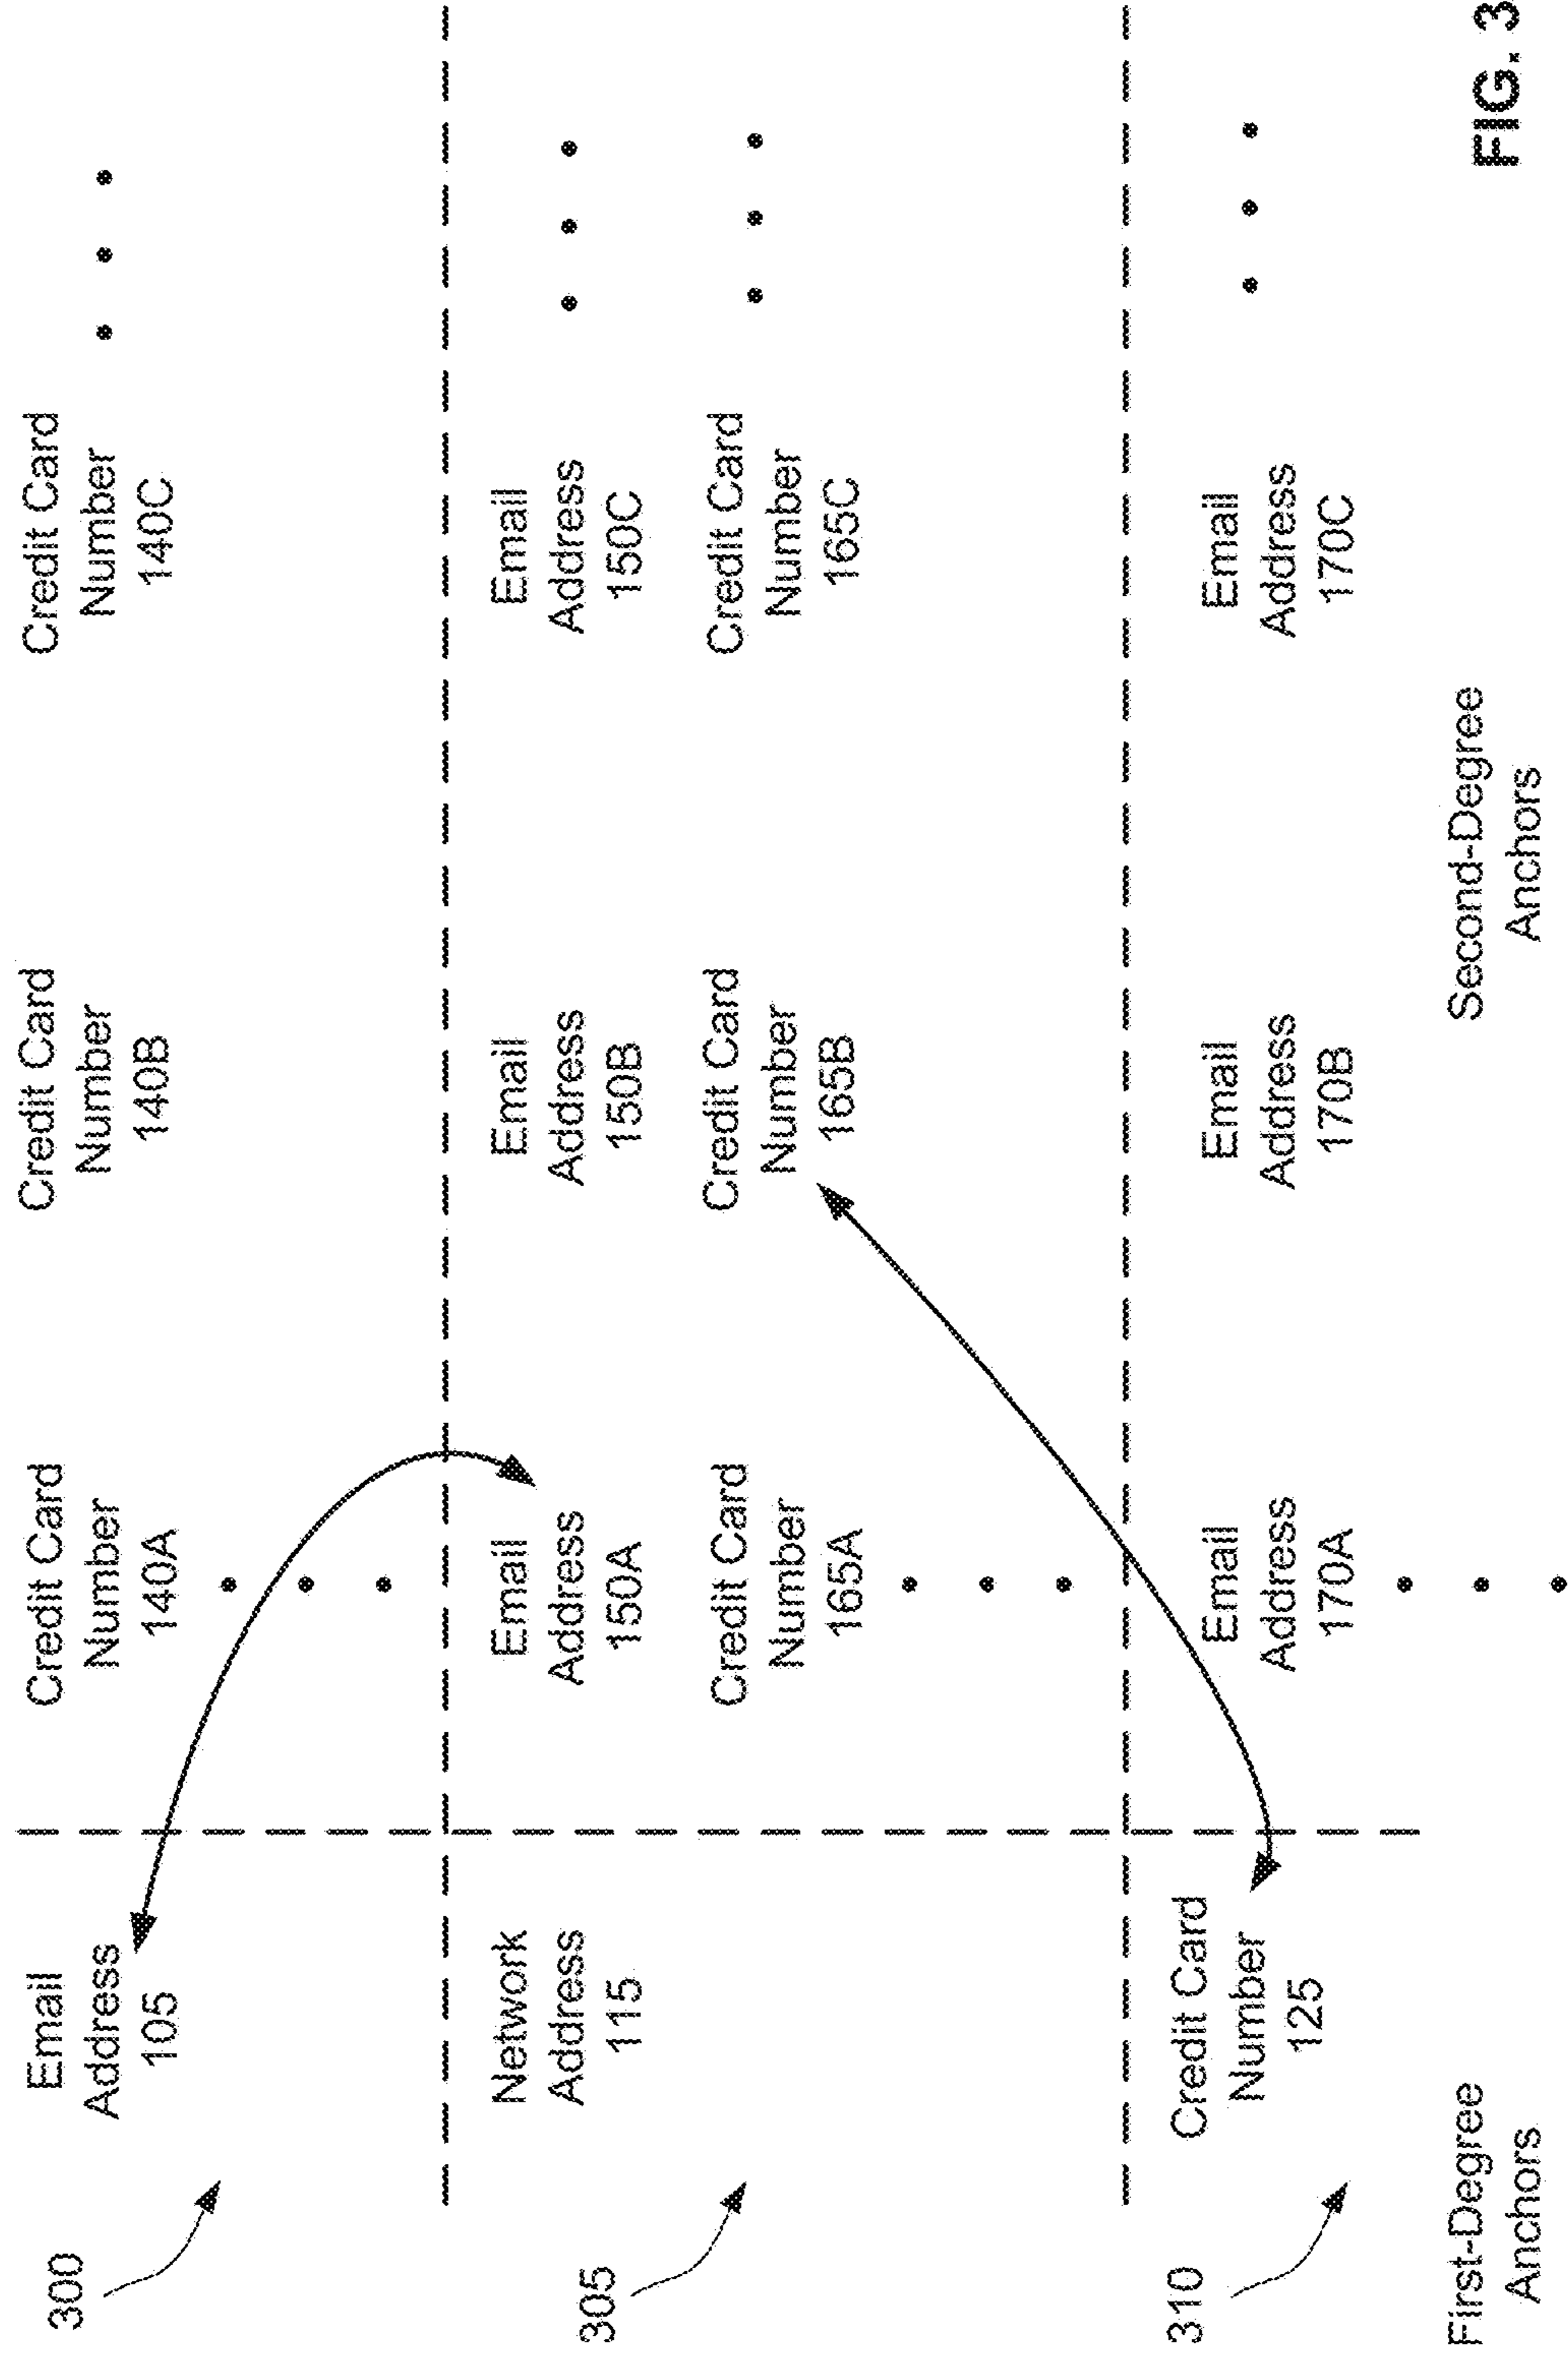 300
Email
Address
105
Credit Card
Number
140A
Credit Card
Number
140B
Credit Card
Number
140C
305
Network
Address
115
Email
Address
150A
Email
Address
150B
Email
Address
150C
Credit Card
Number
165A
Credit Card
Number
165B
Credit Card
Number
165C
310
Credit Card
Number
125
Email
Address
170A
Email
Address
170B
Email
Address
170C
First-Degree
Anchors
Second-Degree
Anchors
FIG. 3